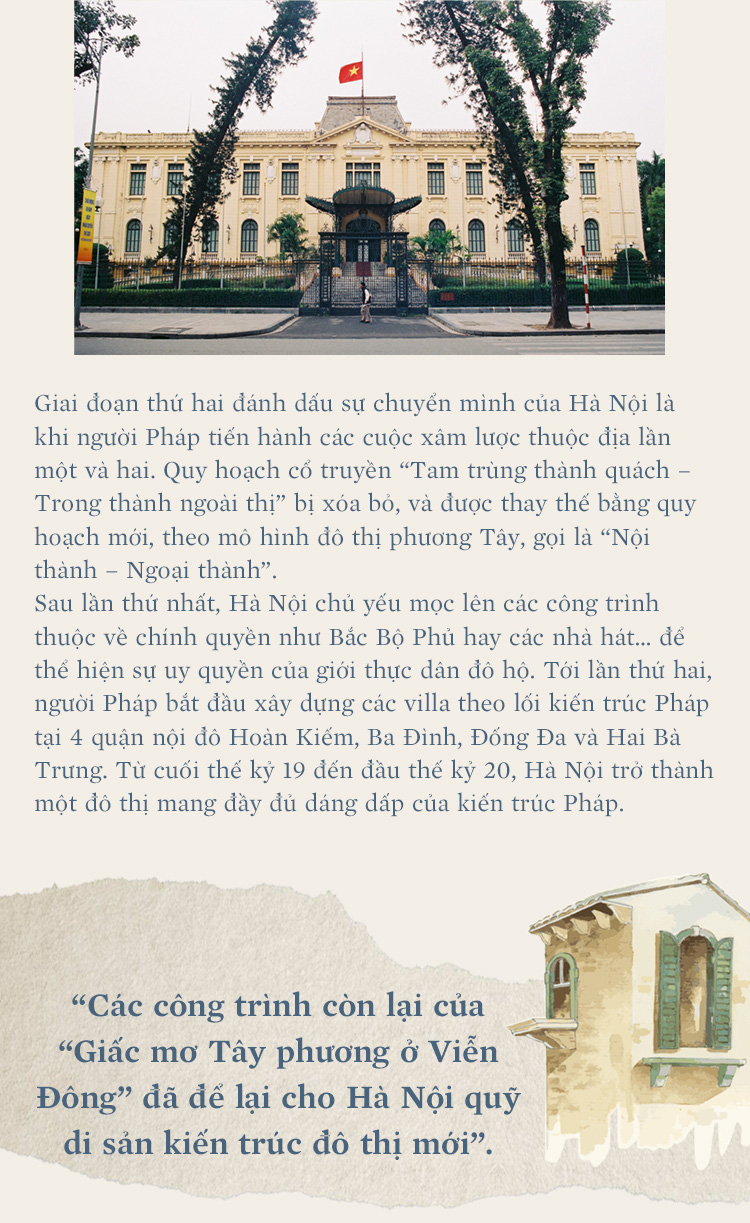 Giai đoạn thứ hai đánh dấu sự chuyển mình của Hà Nội là
khi người Pháp tiến hành các cuộc xâm lược thuộc địa lần
một và hai. Quy hoạch cổ truyền “Tam trùng thành quách –
Trong thành ngoài thị” bị xóa bỏ, và được thay thế bằng quy
hoạch mới, theo mô hình đô thị phương Tây, gọi là “Nội
thành – Ngoại thành”.
Sau lần thứ nhất, Hà Nội chủ yếu mọc lên các công trình
thuộc về chính quyền như Bắc Bộ Phủ hay các nhà hát... để
thể hiện sự uy quyền của giới thực dân đô hộ. Tới lần thứ hai,
người Pháp bắt đầu xây dựng các villa theo lối kiến trúc Pháp
tại 4 quận nội đô Hoàn Kiếm, Ba Đình, Đống Đa và Hai Bà
Trưng. Từ cuối thế kỷ 19 đến đầu thế kỷ 20, Hà Nội trở thành
một đô thị mang đầy đủ dáng dấp của kiến trúc Pháp.
“Các công trình còn lại của
“Giấc mơ Tây phương ở Viễn
Đông” đã để lại cho Hà Nội quỹ
di sản kiến trúc đô thị mới”.